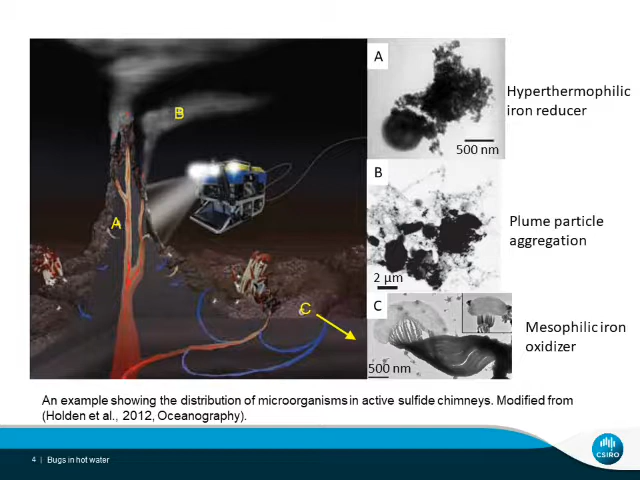 A
Hyperthermophilic
iron reducer
500 nm
B
B
Plume particle
aggregation
A
2 µm
C
C
Mesophilic iron
oxidizer
500 nm
An example showing the distribution of microorganisms in active sulfide chimneys. Modified from
(Holden et al., 2012, Oceanography).
4 | Bugs in hot water
CSIRO